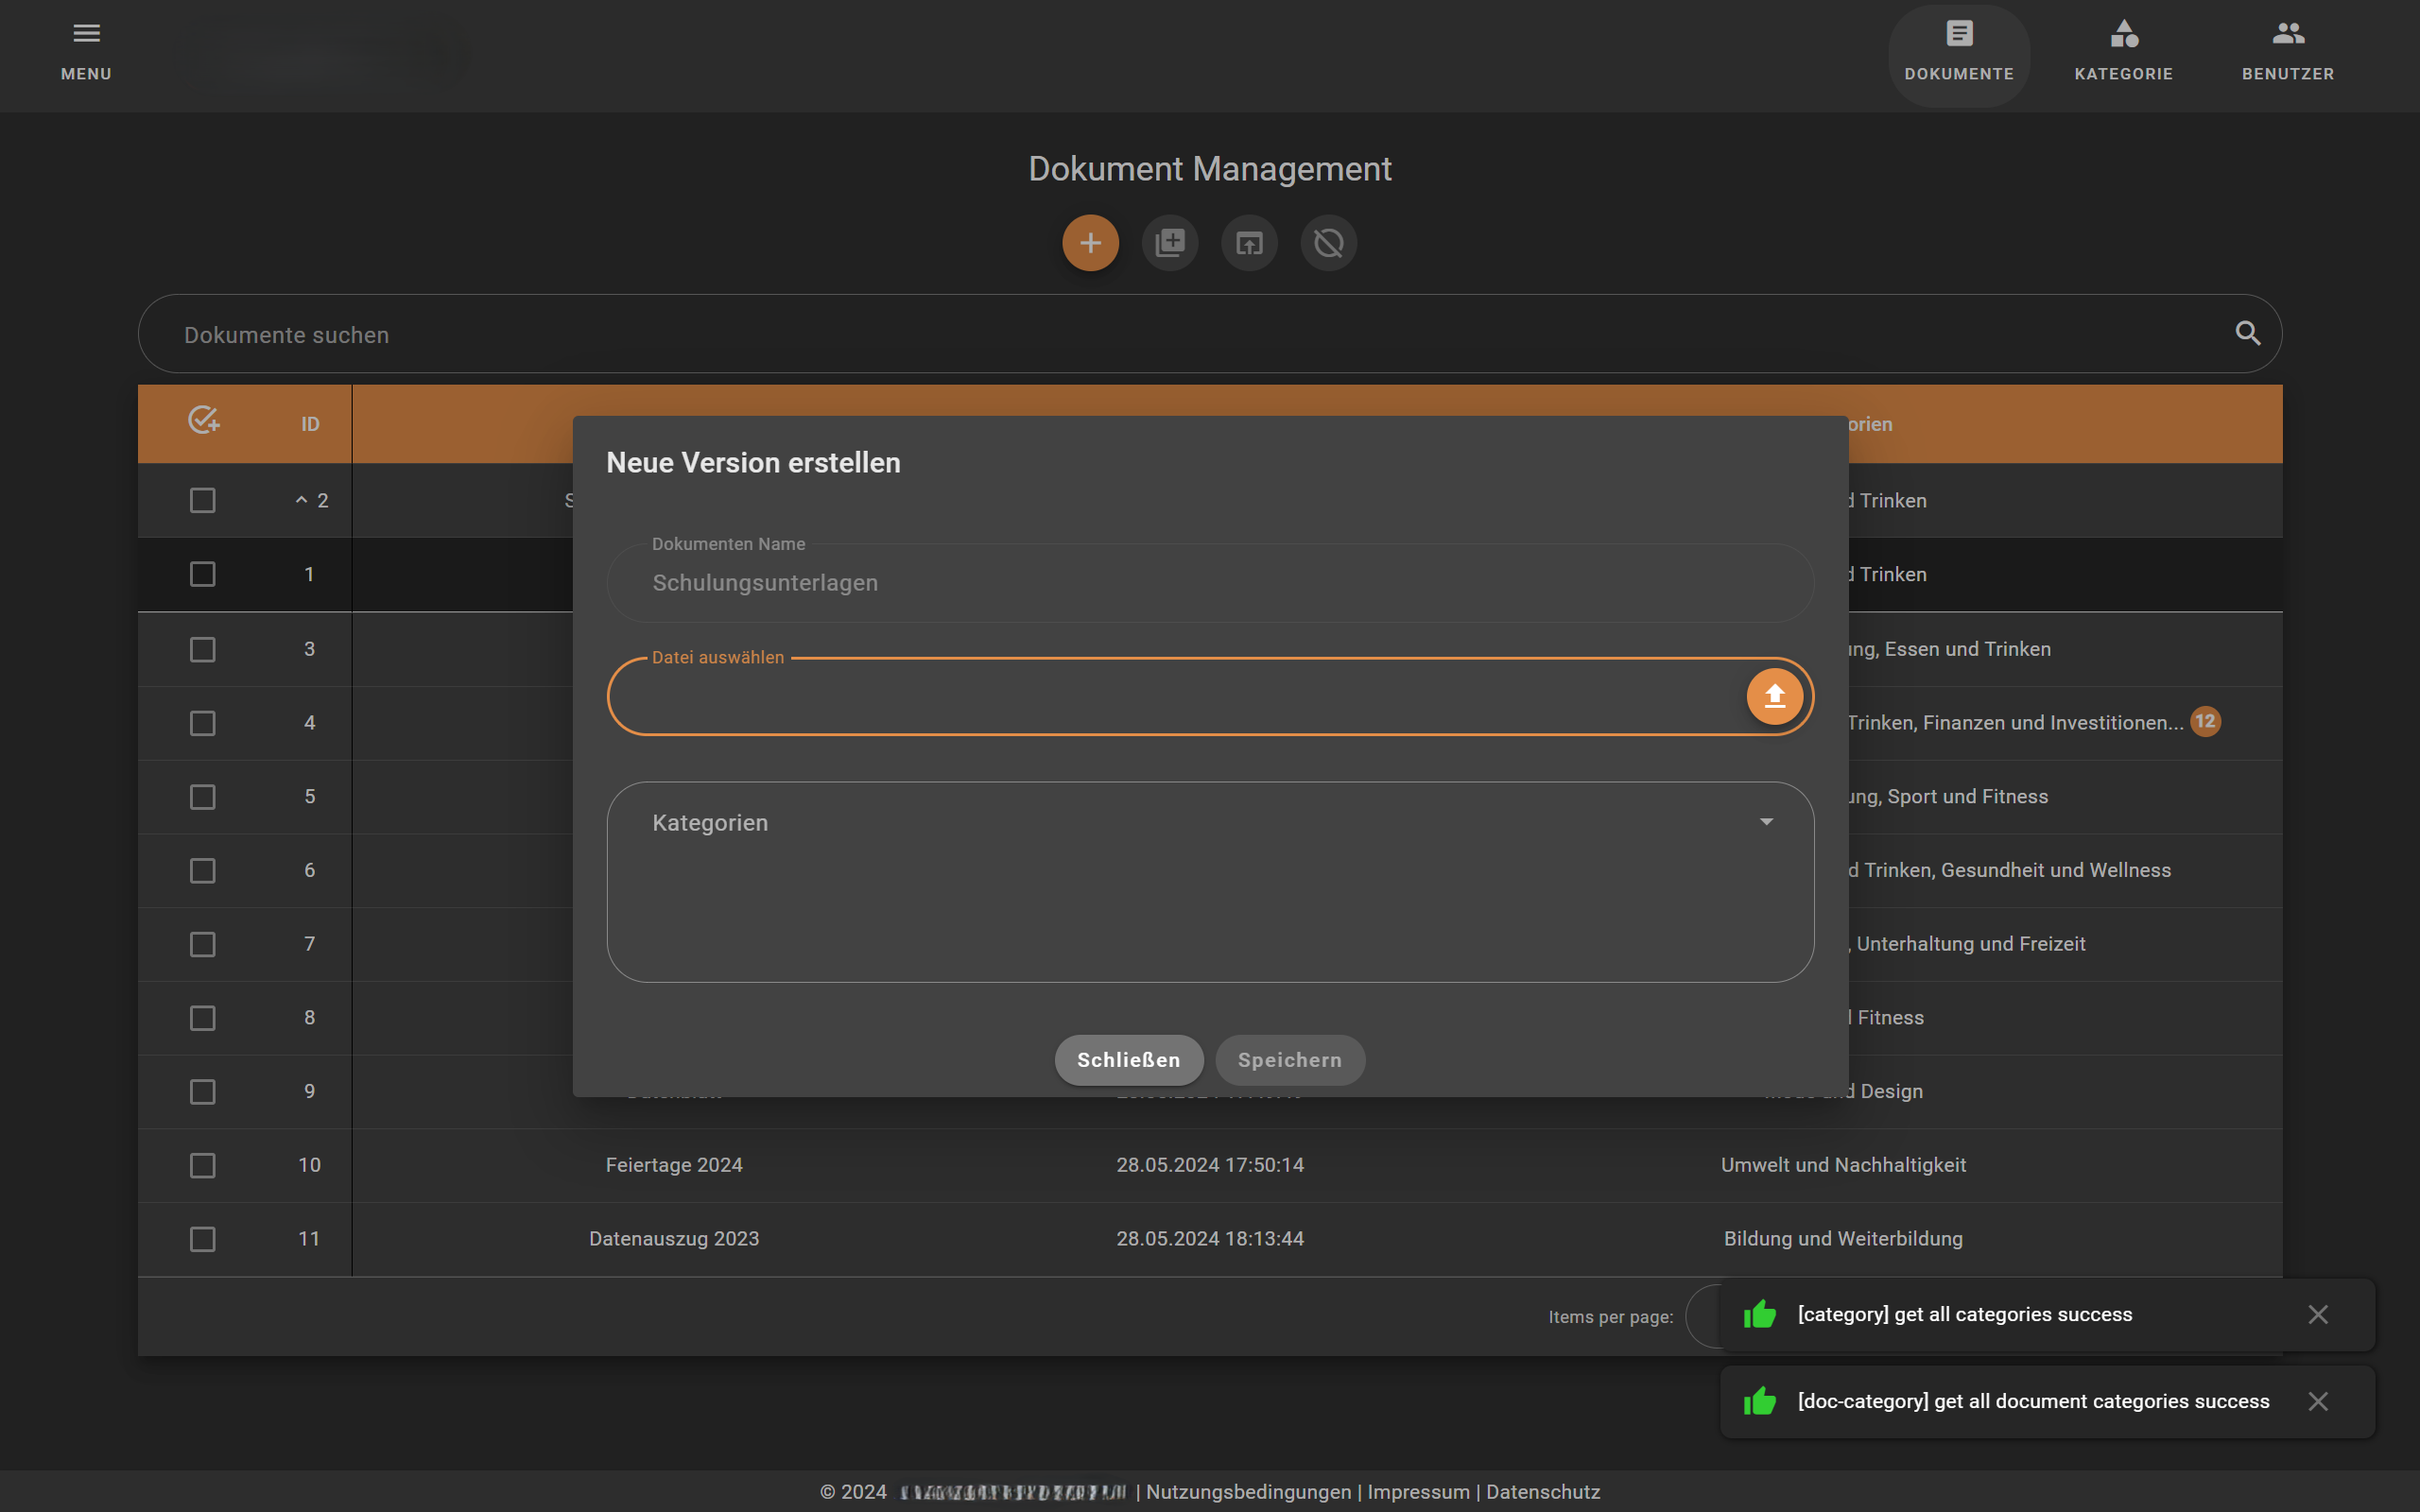 MENU
DOKUMENTE
KATEGORIE
BENUTZER
Dokument Management
Dokumente suchen
ID
orien
2
S
d Trinken
1
d Trinken
3
ung, Essen und Trinken
4
Trinken, Finanzen und Investitionen... 12
5
ung, Sport und Fitness
6
d Trinken, Gesundheit und Wellness
7
, Unterhaltung und Freizeit
8
l Fitness
9
nd Design
10
Feiertage 2024
28.05.2024 17:50:14
Umwelt und Nachhaltigkeit
11
Datenauszug 2023
28.05.2024 18:13:44
Bildung und Weiterbildung
Items per page:
Neue Version erstellen
Dokumenten Name
Schulungsunterlagen
Datei auswählen
Kategorien
Schließen
Speichern
[category] get all categories success
[doc-category] get all document categories success
© 2024 | Nutzungsbedingungen | Impressum | Datenschutz